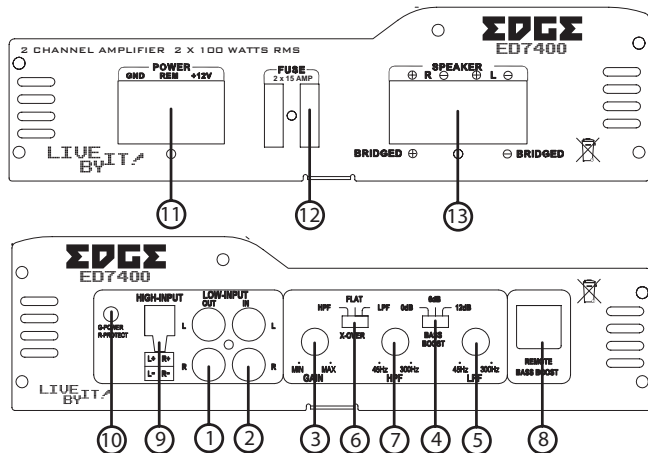 EDGE
ED7400
2 CHANNEL AMPLIFIER 2 X 100 WATTS RMS
POWER
GND REM +12V
FUSE
2 x 15 AMP
SPEAKER
⊕ R ⊖ ⊕ L ⊖
LIVE BY IT!
BRIDGED ⊕ ⊖ BRIDGED
11 12 13
EDGE
ED7400
HIGH-INPUT LOW-INPUT
OUT IN
FLAT
HPF LPF
0dB 6dB 12dB
G-POWER
R-PROTECT
L L
X-OVER
BASS
BOOST
L+ R+
L- R-
R R
MIN MAX
GAIN
45Hz 300Hz
HPF
45Hz 300Hz
LPF
REMOTE
BASS BOOST
LIVE BY IT!
10 9 1 2 3 6 7 4 5 8